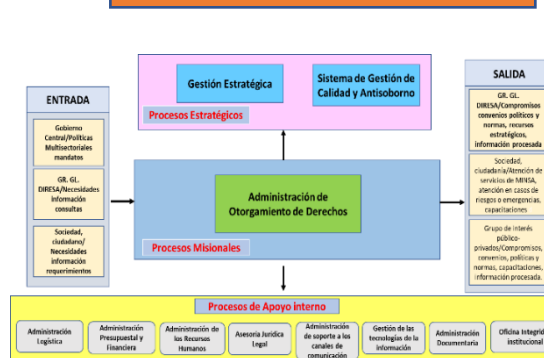 ENTRADA
Gobierno
Central/Políticas
Multisectoriales
mandatos
GR. GL.
DIRESA/Necesidades
información
consultas
Sociedad,
ciudadano/
Necesidades
información
requerimientos
Gestión Estratégica
Sistema de Gestión de
Calidad y Antisoborno
Procesos Estratégicos
Administración de
Otorgamiento de Derechos
Procesos Misionales
SALIDA
GR. GL.
DIRESA/Compromisos
convenios políticos y
normas, recursos
estratégicos,
información procesada
Sociedad,
ciudadanía/Atención de
servicios de MINSA,
atención en casos de
riesgos o emergencias,
capacitaciones
Grupo de interés
público-
privados/Compromisos,
convenios, políticas y
normas, capacitaciones,
información procesada.
Procesos de Apoyo interno
Administración
Logística
Administración
Presupuestal y
Financiera
Administración de
los Recursos
Humanos
Asesoría Jurídica
Legal
Administración
de soporte a los
canales de
comunicación
Gestión de las
tecnologías de la
Información
Administración
Documentaria
Oficina Integrid
institucional